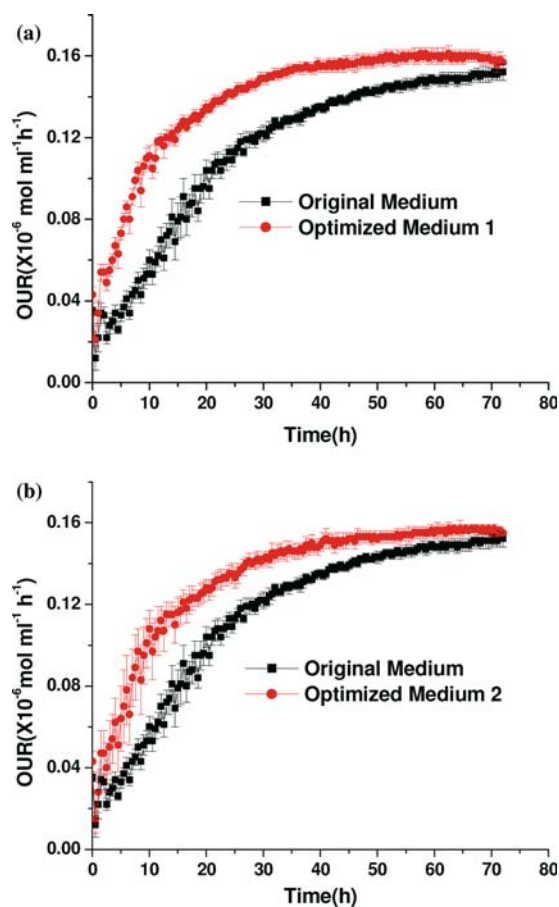 (a)
0.16
0.12
0.08
0.04
0.00
OUR(X10⁻⁶ mol ml⁻¹h⁻¹)
Original Medium
Optimized Medium 1
0 10 20 30 40 50 60 70 80
Time(h)
(b)
0.16
0.12
0.08
0.04
0.00
OUR(X10⁻⁶mol ml⁻¹ h⁻¹)
Original Medium
Optimized Medium 2
0 10 20 30 40 50 60 70 80
Time(h)